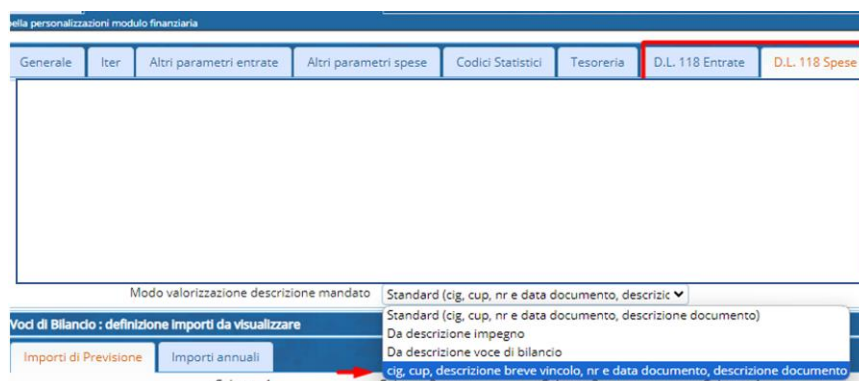 personalizzazioni modulo finanziaria
Generale Iter Altri parametri entrate Altri parametri spese Codici Statistici Tesoreria D.L. 118 Entrate D.L. 118 Spese
Modo valorizzazione descrizione mandato Standard (cig, cup, nr e data documento, descrizic
Standard (cig, cup, nr e data documento, descrizione documento)
Voci di Bilancio : definizione importi da visualizzare
Da descrizione impegno
Da descrizione voce di bilancio
Importi di Previsione Importi annuali
cig, cup, descrizione breve vincolo, nr e data documento, descrizione documento